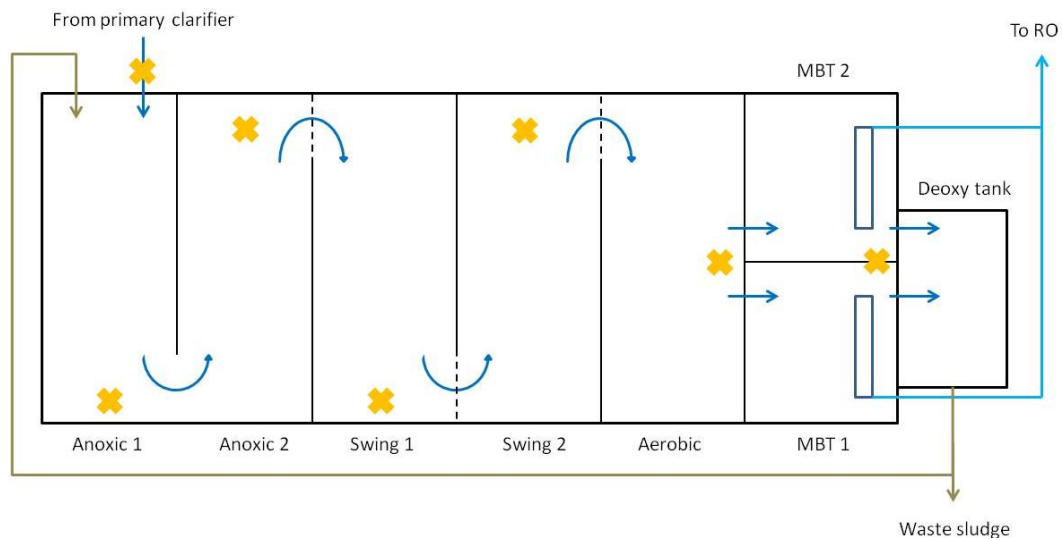 From primary clarifier
To RO
MBT 2
Deoxy tank
Anoxic 1
Anoxic 2
Swing 1
Swing 2
Aerobic
MBT 1
Waste sludge